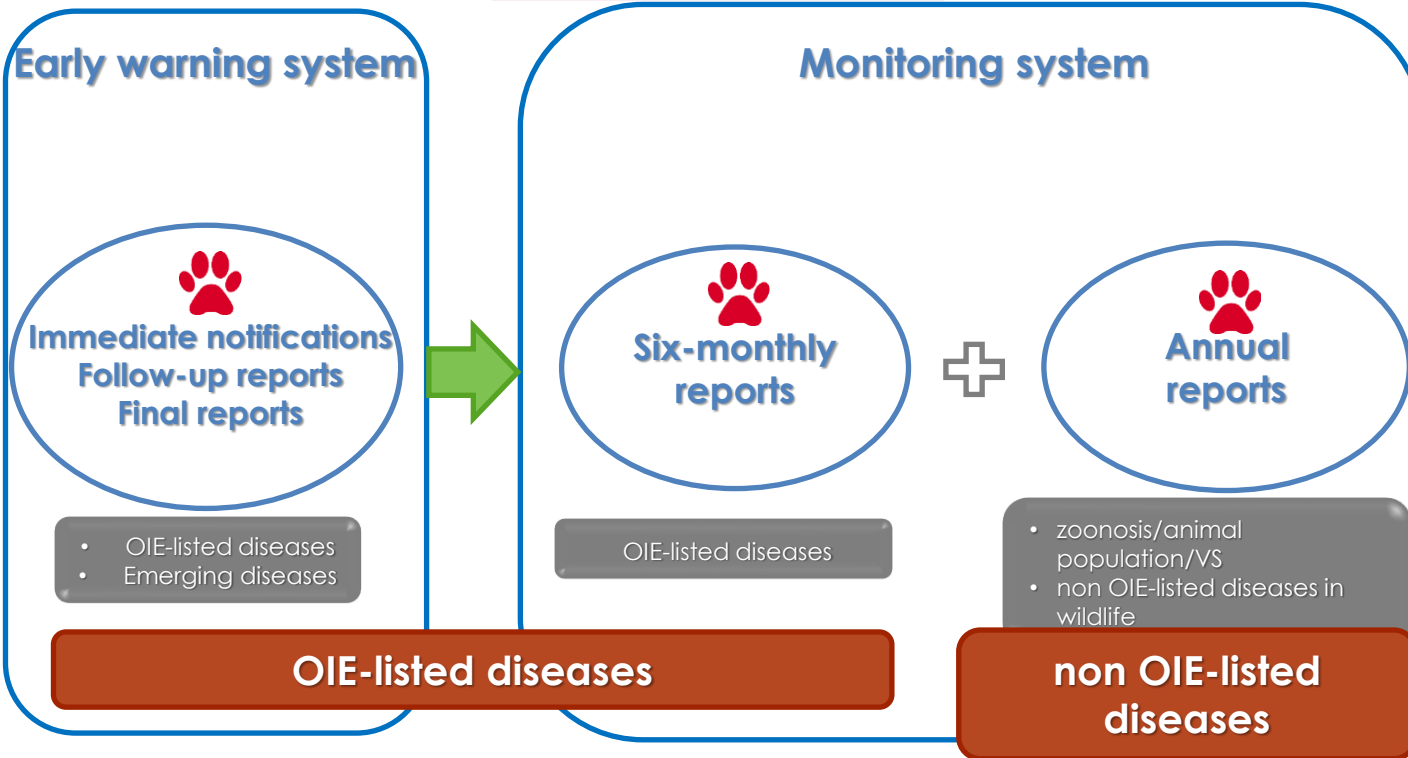 Early warning system
Monitoring system
Immediate notifications
Follow-up reports
Final reports
Six-monthly
reports
Annual
reports
• OIE-listed diseases
• Emerging diseases
OIE-listed diseases
• zoonosis/animal
population/VS
• non OIE-listed diseases in
wildlife
OIE-listed diseases
non OIE-listed
diseases